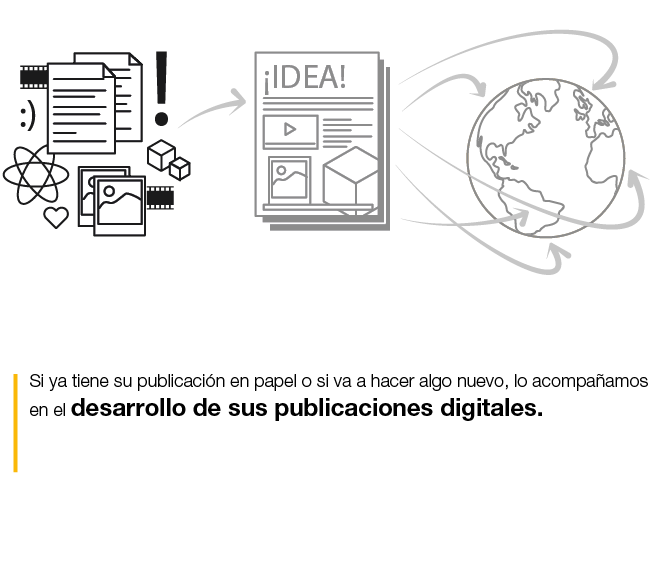 :)
!
¡IDEA!
Si ya tiene su publicación en papel o si va a hacer algo nuevo, lo acompañamos
en el desarrollo de sus publicaciones digitales.